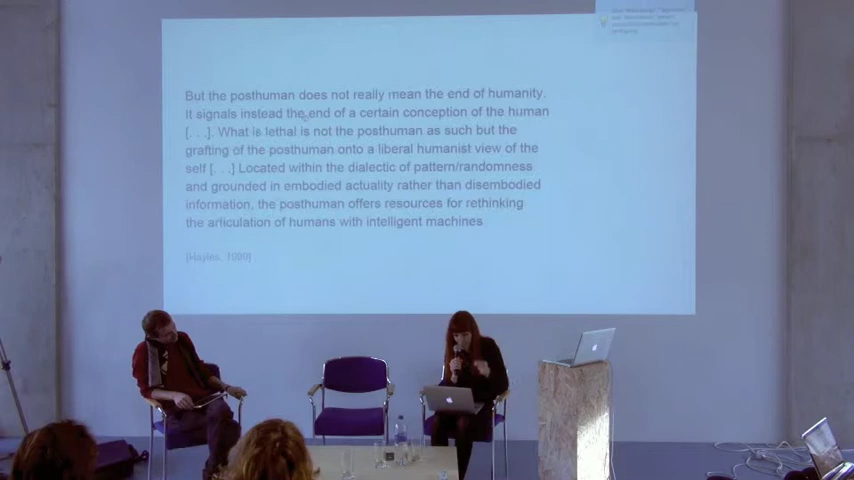 But the posthuman does not really mean the end of humanity.
It signals instead the end of a certain conception of the human
[. . .]. What is lethal is not the posthuman as such but the
grafting of the posthuman onto a liberal humanist view of the
self [. . .] Located within the dialectic of pattern/randomness
and grounded in embodied actuality rather than disembodied
information, the posthuman offers resources for rethinking
the articulation of humans with intelligent machines
[Hayles, 1999]